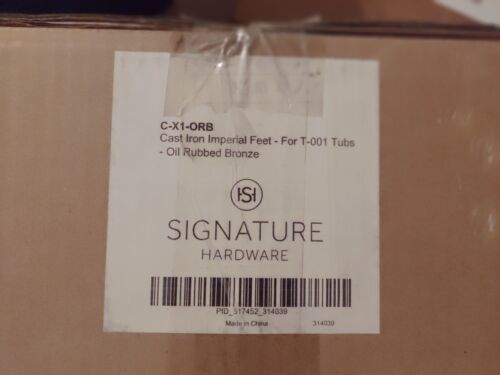 C-X1-ORB
Cast Iron Imperial Feet - For T-001 Tubs
- Oil Rubbed Bronze
SIGNATURE
HARDWARE
PID_517452_314039
Made in China 314039